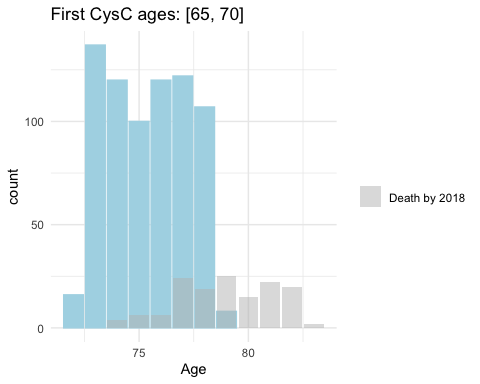 First CysC ages: [65, 70]
100
50
0
count
75
80
Age
Death by 2018